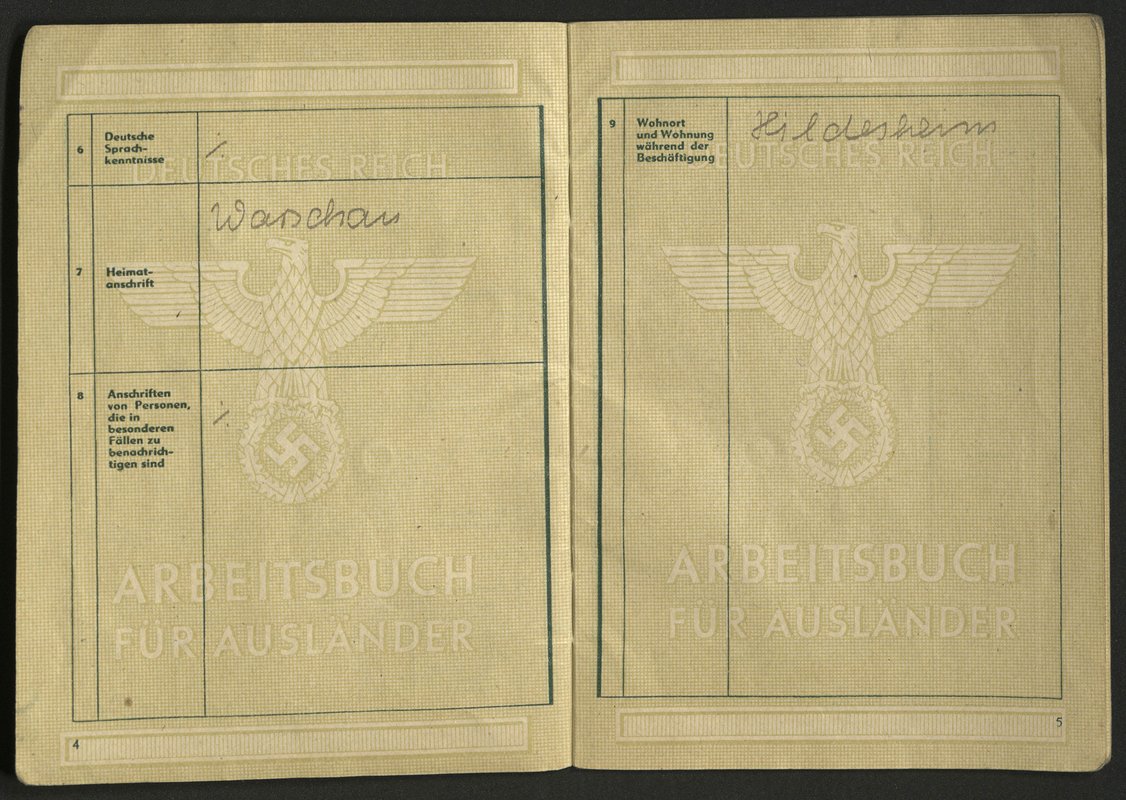 DEUTSCHES REICH
6
Deutsche
Sprach-
kenntnisse
Warschau
7
Heimat-
anschrift
8
Anschriften
von Personen,
die in
besonderen
Fällen zu
benachrich-
tigen sind
ARBEITSBUCH
FÜR AUSLÄNDER
4
9
Wohnort
und Wohnung
während der
Beschäftigung
Hildesheim
DEUTSCHES REICH
ARBEITSBUCH
FÜR AUSLÄNDER
5